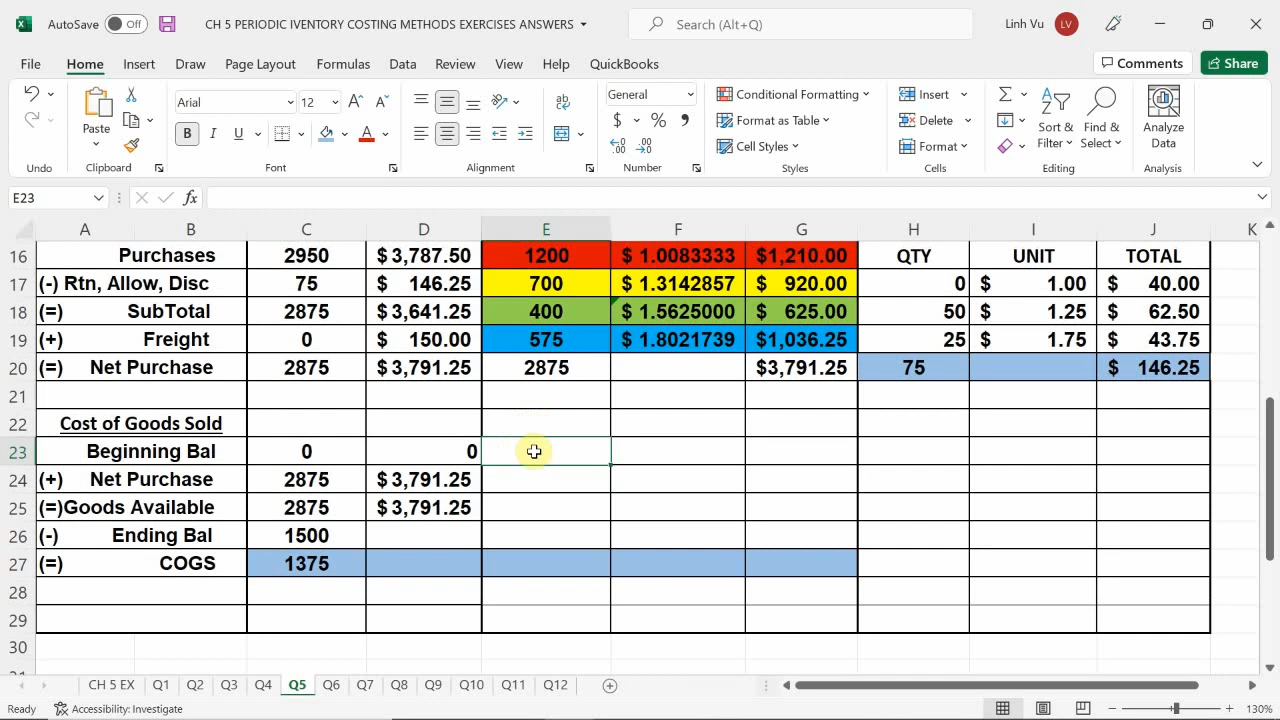 AutoSave Off CH 5 PERIODIC IVENTORY COSTING METHODS EXERCISES ANSWERS Search (Alt+Q) Linh Vu LV
File Home Insert Draw Page Layout Formulas Data Review View Help QuickBooks Comments Share
Paste Arial 12 General Conditional Formatting Insert
B I U A $ % Format as Table Delete Sort & Find & Analyze
Cell Styles Format Filter Select Data
Undo Clipboard Font Alignment Number Styles Cells Editing Analysis
E23 fx
A B C D E F G H I J K
16 Purchases 2950 $ 3,787.50 1200 $ 1.0083333 $1,210.00 QTY UNIT TOTAL
17 (-) Rtn, Allow, Disc 75 $ 146.25 700 $ 1.3142857 $ 920.00 0 $ 1.00 $ 40.00
18 (=) SubTotal 2875 $ 3,641.25 400 $ 1.5625000 $ 625.00 50 $ 1.25 $ 62.50
19 (+) Freight 0 $ 150.00 575 $ 1.8021739 $1,036.25 25 $ 1.75 $ 43.75
20 (=) Net Purchase 2875 $ 3,791.25 2875 $3,791.25 75 $ 146.25
21
22 Cost of Goods Sold
23 Beginning Bal 0 0
24 (+) Net Purchase 2875 $ 3,791.25
25 (=)Goods Available 2875 $ 3,791.25
26 (-) Ending Bal 1500
27 (=) COGS 1375
28
29
30
CH 5 EX Q1 Q2 Q3 Q4 Q5 Q6 Q7 Q8 Q9 Q10 Q11 Q12
Ready Accessibility: Investigate 130%